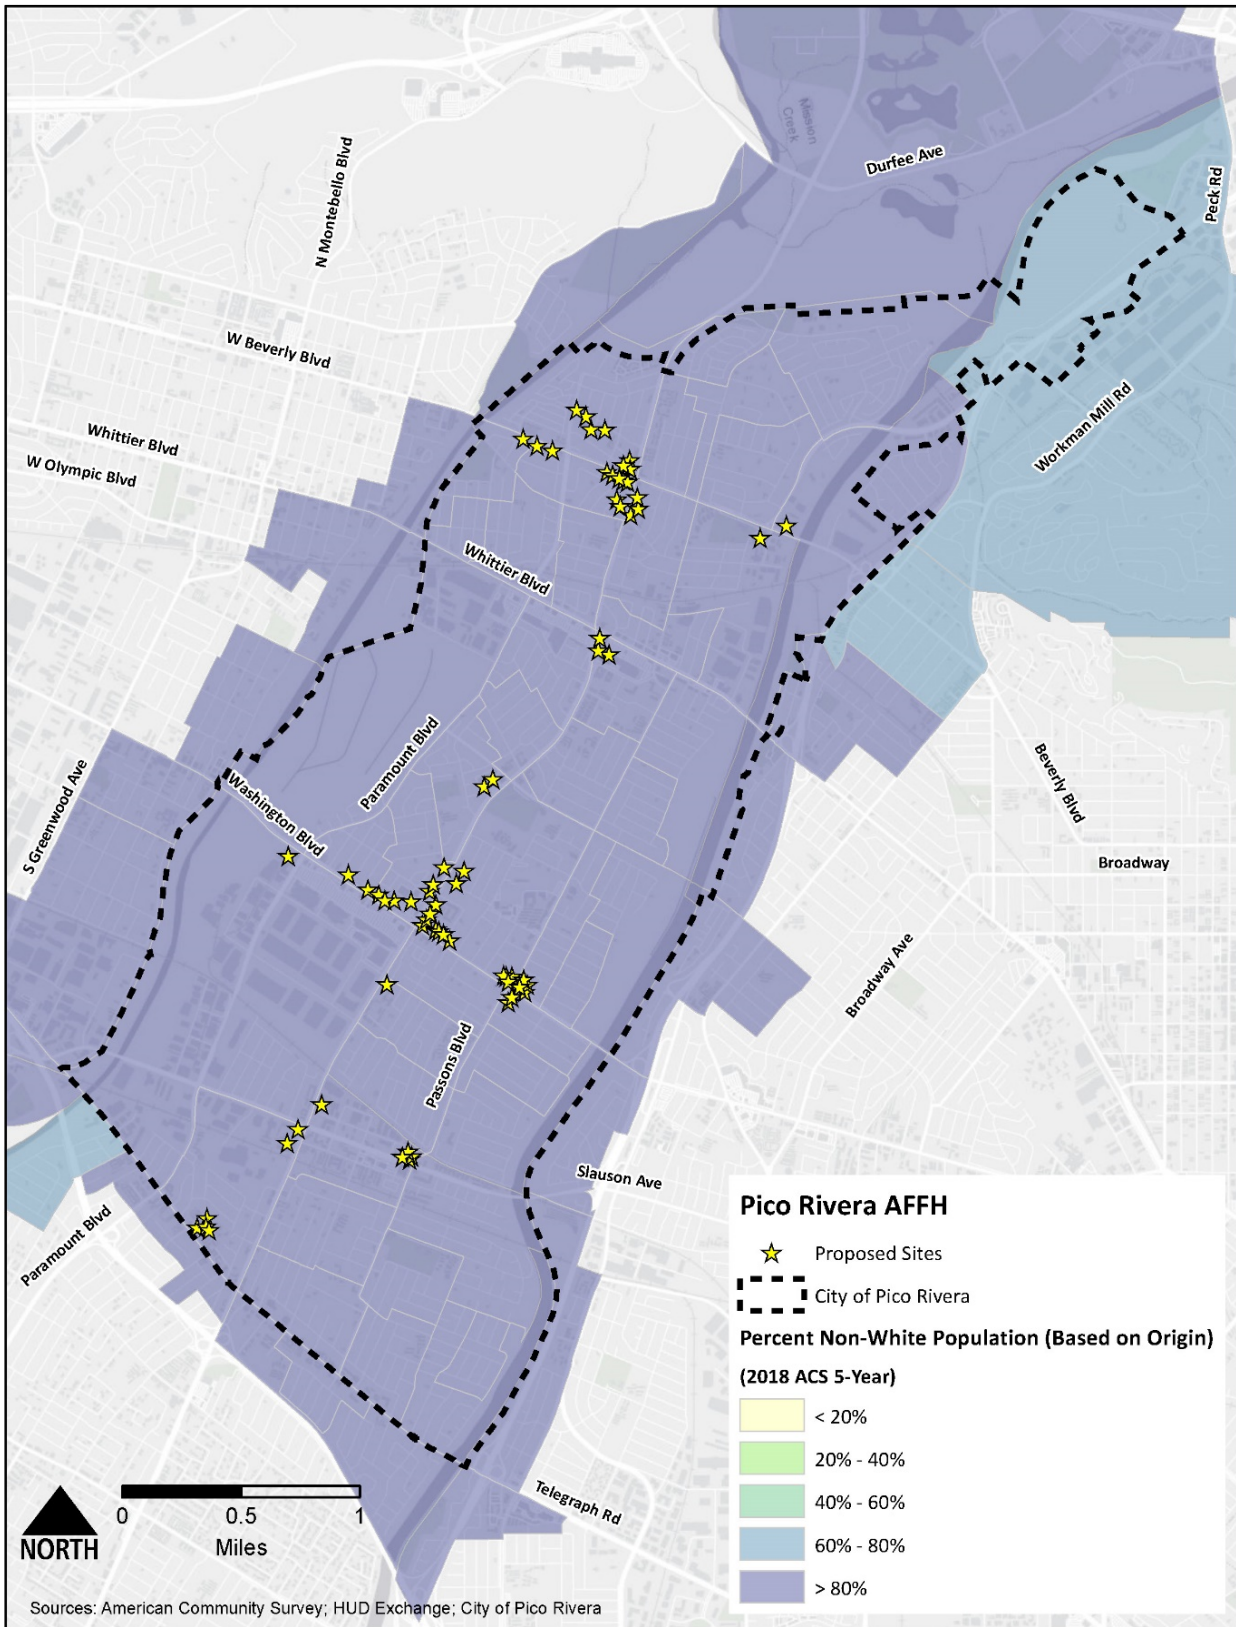 Mission
Creek
Durfee Ave
Peck Rd
N Montebello Blvd
W Beverly Blvd
Whittier Blvd
W Olympic Blvd
Workman Mill Rd
Whittier Blvd
Paramount Blvd
Washington Blvd
S Greenwood Ave
Beverly Blvd
Broadway
Broadway Ave
Passons Blvd
Slauson Ave
Paramount Blvd
Telegraph Rd
Pico Rivera AFFH
Proposed Sites
City of Pico Rivera
Percent Non-White Population (Based on Origin)
(2018 ACS 5-Year)
< 20%
20% - 40%
40% - 60%
60% - 80%
> 80%
NORTH
0 0.5 1
Miles
Sources: American Community Survey; HUD Exchange; City of Pico Rivera